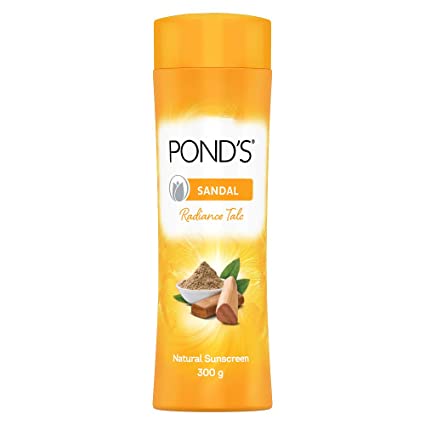 POND'S®
SANDAL
Radiance Talc
Natural Sunscreen
300 g